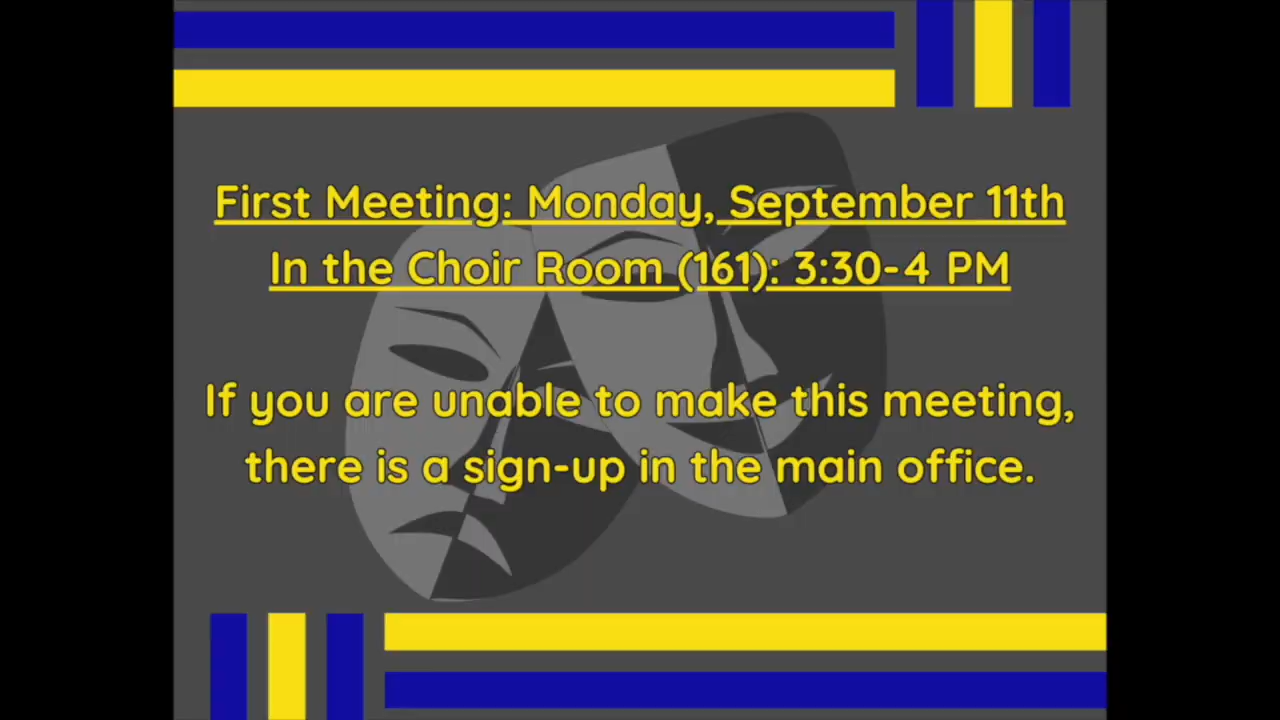 First Meeting: Monday, September 11th
In the Choir Room (161): 3:30-4 PM
If you are unable to make this meeting,
there is a sign-up in the main office.